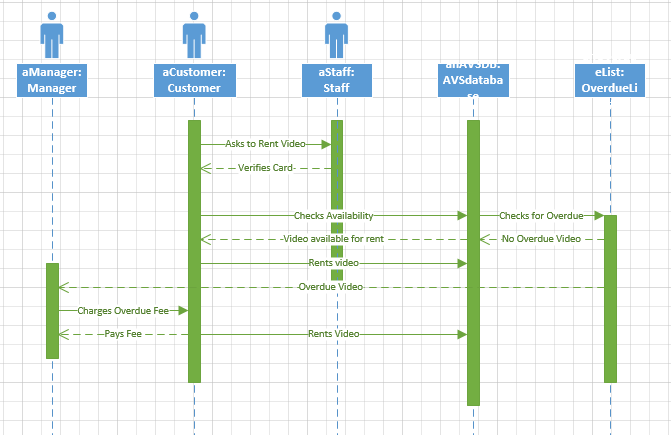 aManager:
Manager
aCustomer:
Customer
aStaff:
Staff
AVSdataba
se
eList:
OverdueLi
Asks to Rent Video
Verifies Card
Checks Availability
Checks for Overdue
Video available for rent
No Overdue Video
Rents video
Overdue Video
Charges Overdue Fee
Pays Fee
Rents Video